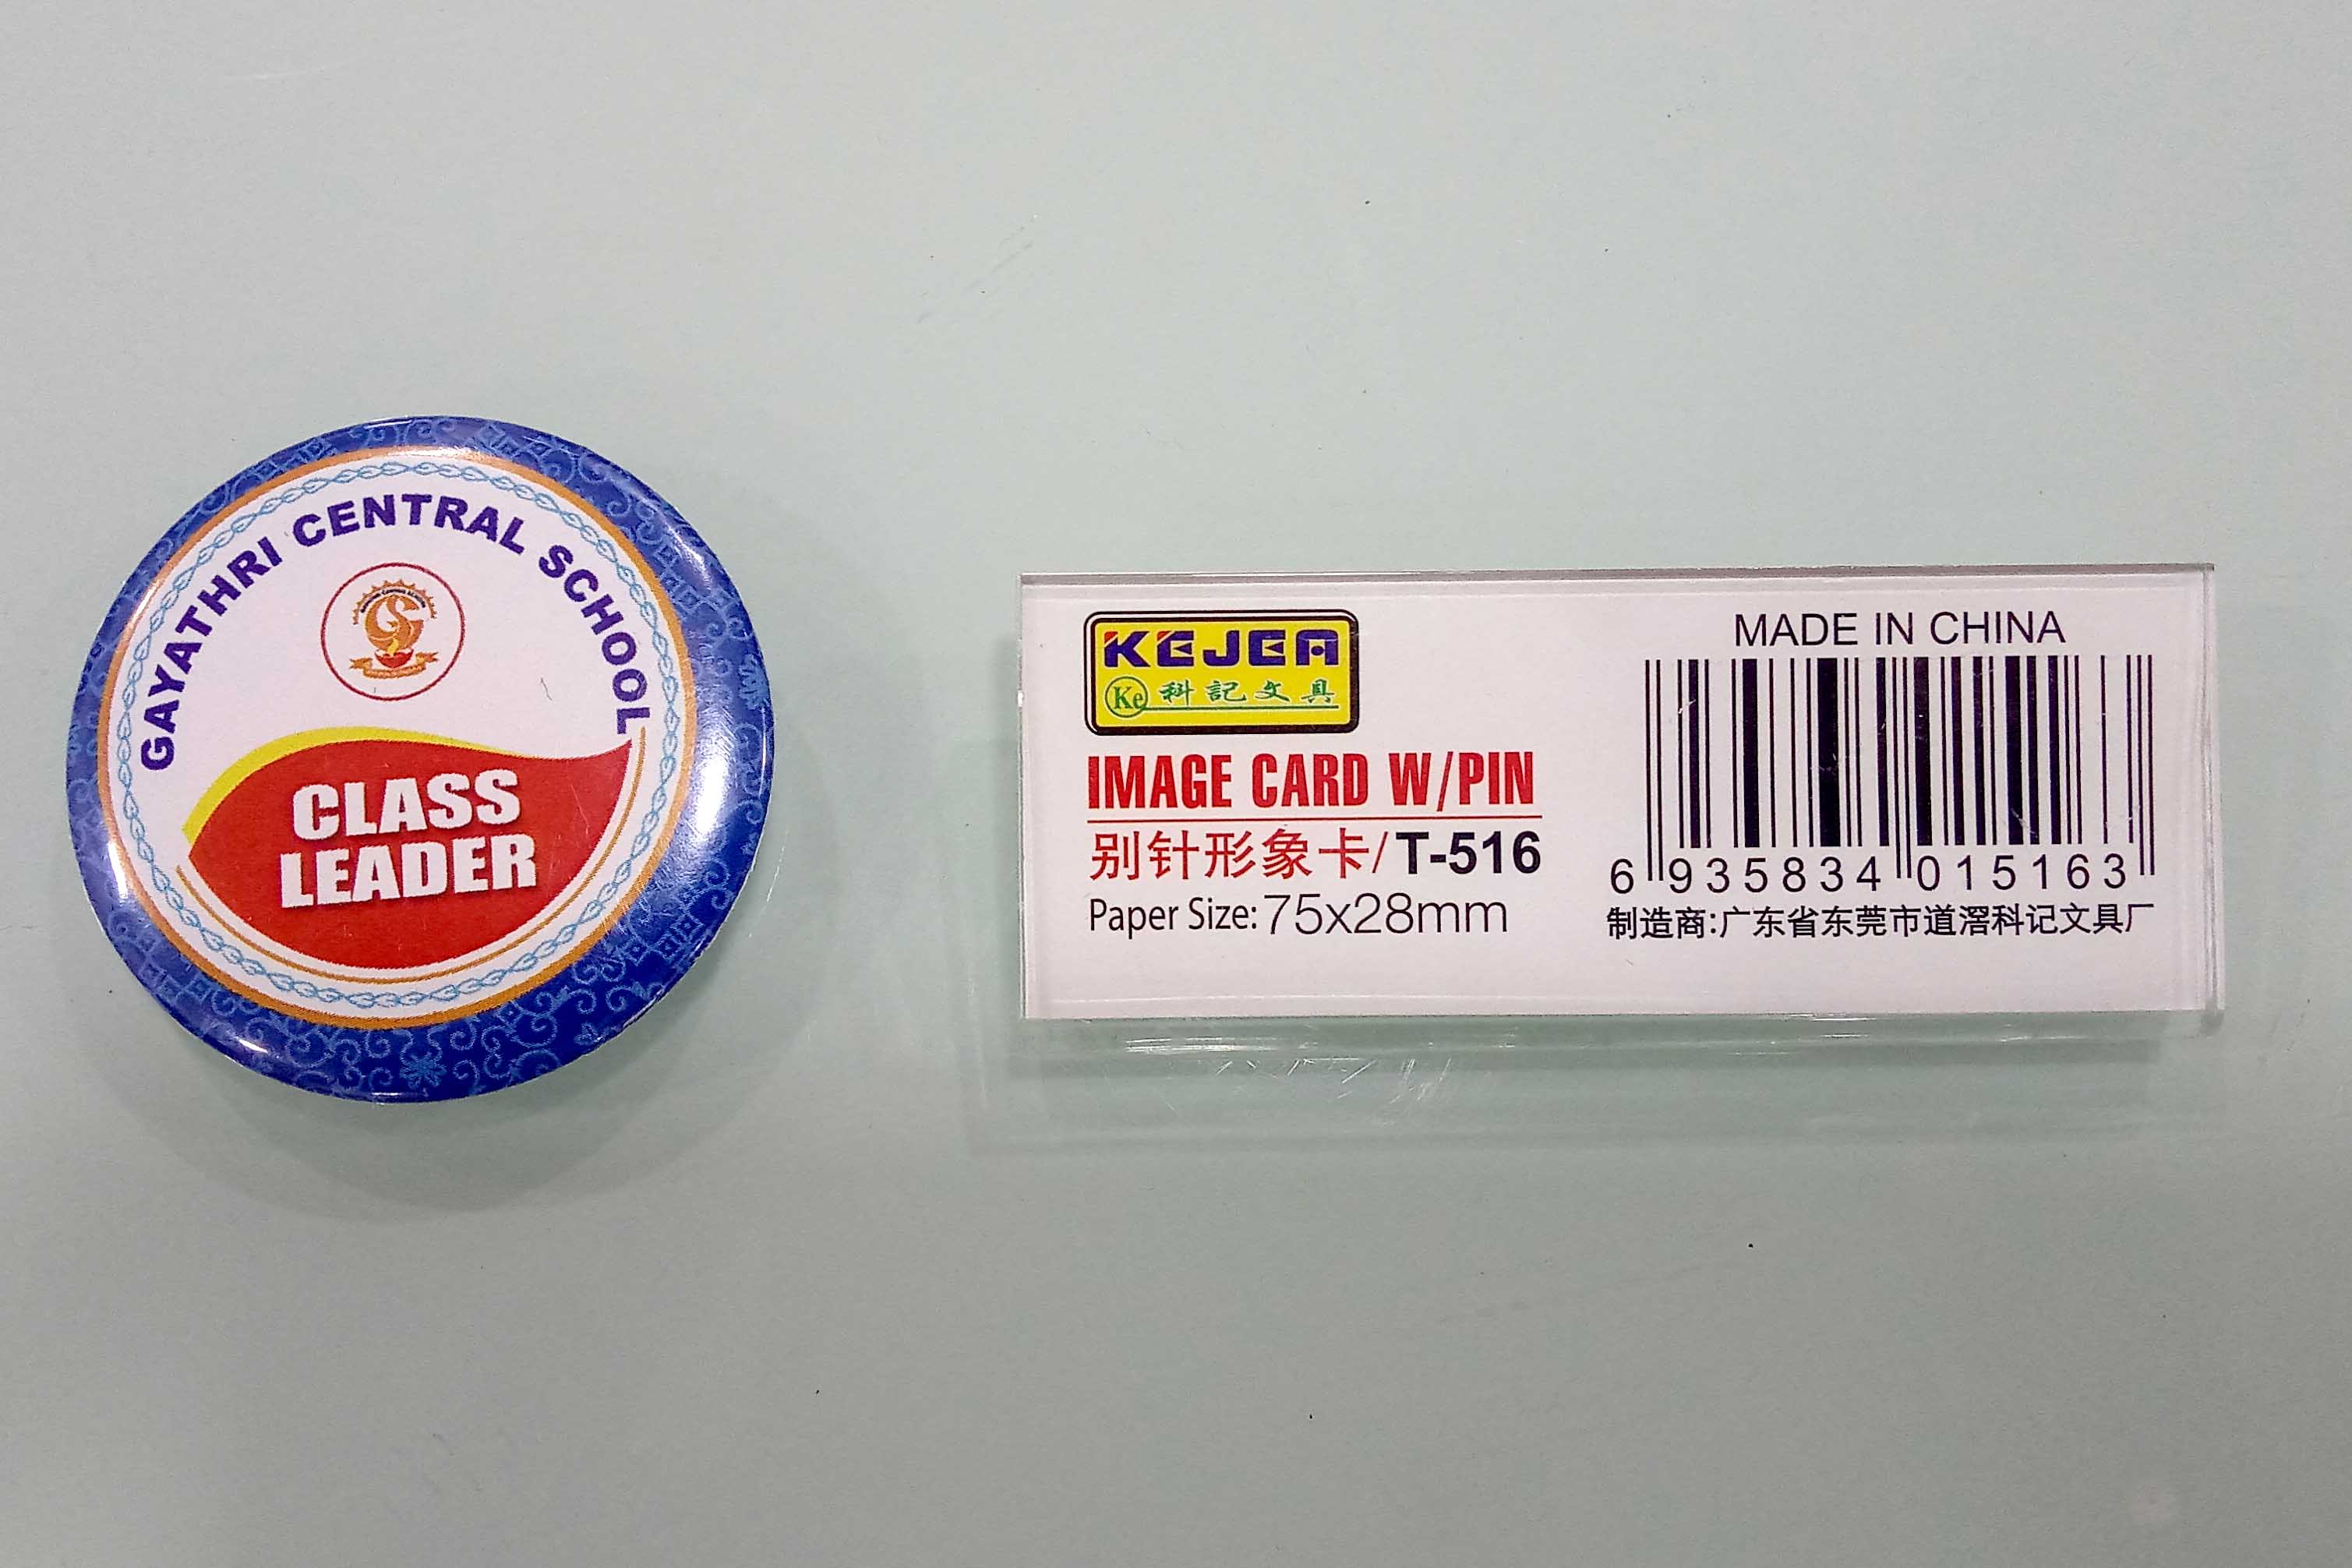 GAYATHRI CENTRAL SCHOOL
CLASS
LEADER
KEJEA
Ke 科記文具
IMAGE CARD W/PIN
别针形象卡/T-516
Paper Size: 75x28mm
MADE IN CHINA
6 935834 015163
制造商:广东省东莞市道滘科记文具厂